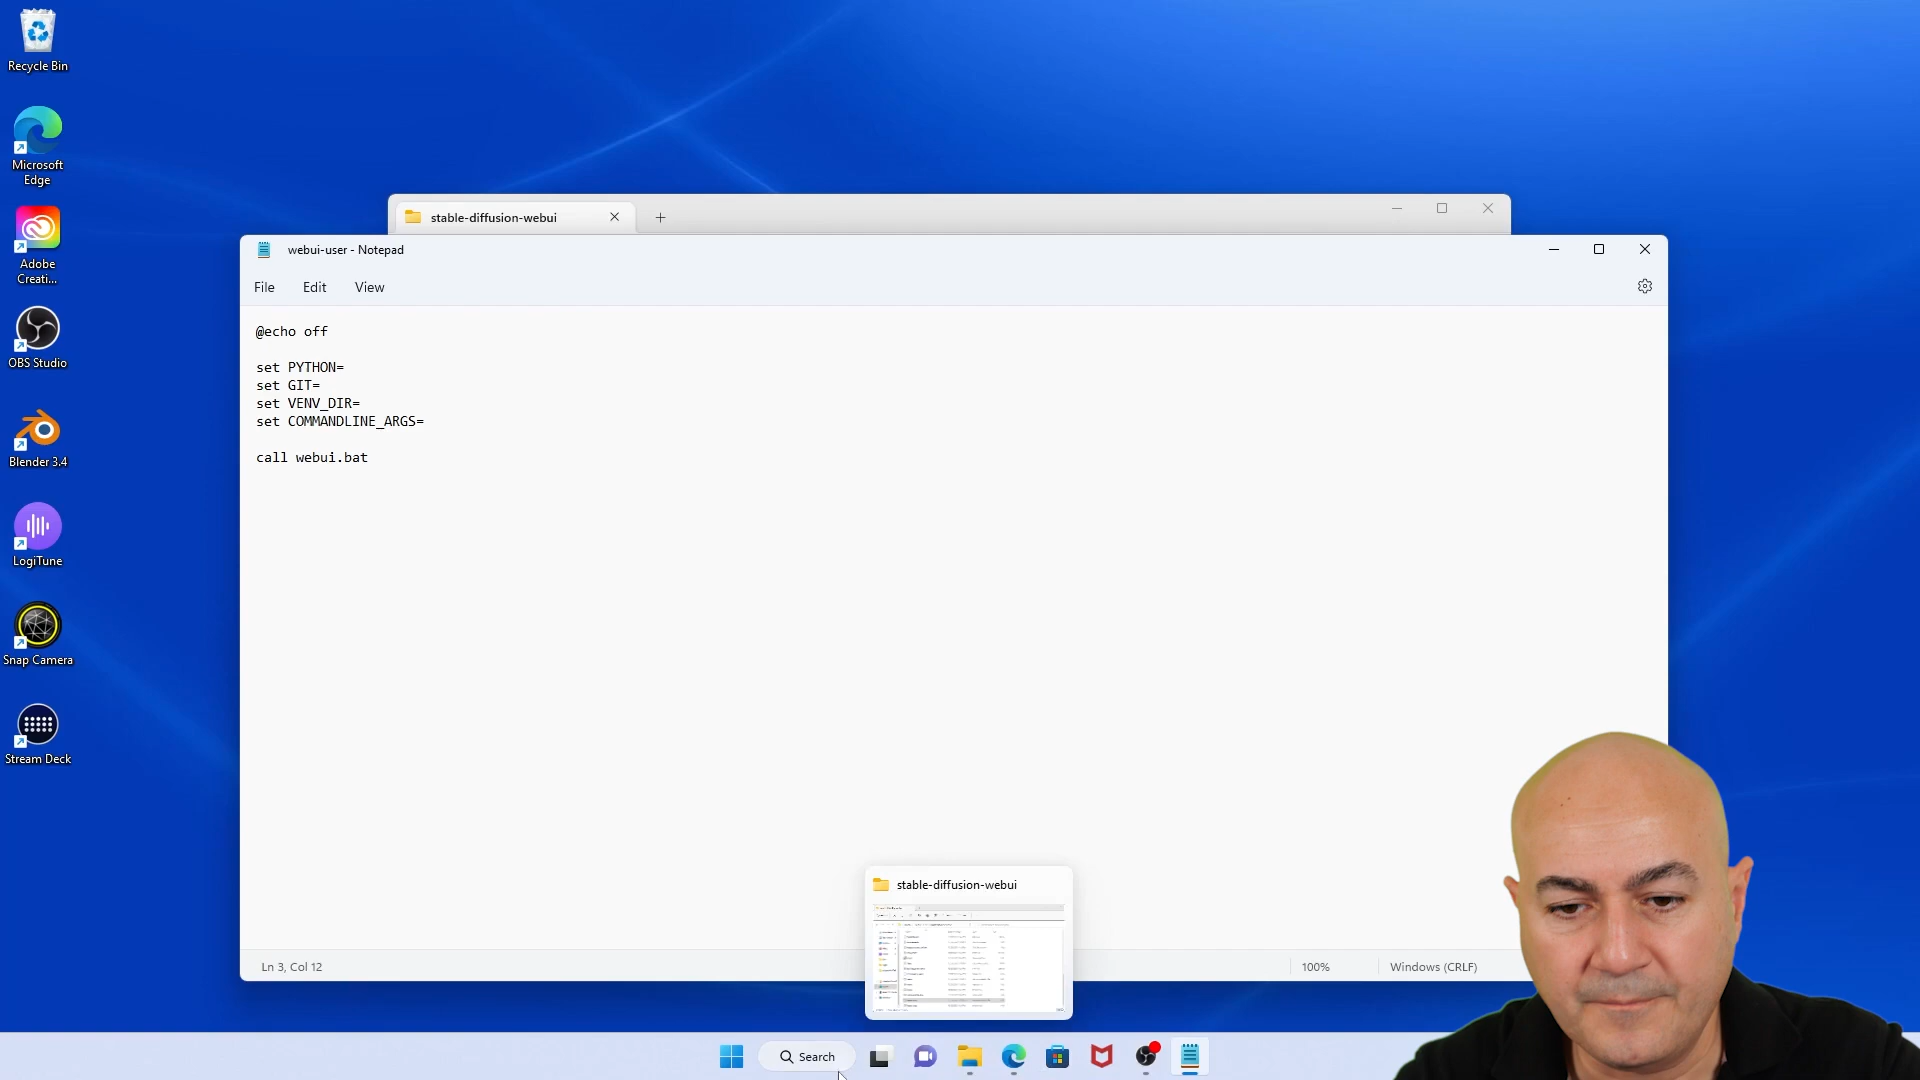 Recycle Bin
Microsoft
Edge
Adobe
Creati...
OBS Studio
Blender 3.4
LogiTune
Snap Camera
Stream Deck
stable-diffusion-webui
webui-user - Notepad
File Edit View
@echo off
set PYTHON=
set GIT=
set VENV_DIR=
set COMMANDLINE_ARGS=
call webui.bat
stable-diffusion-webui
Ln 3, Col 12
100%
Windows (CRLF)
Search